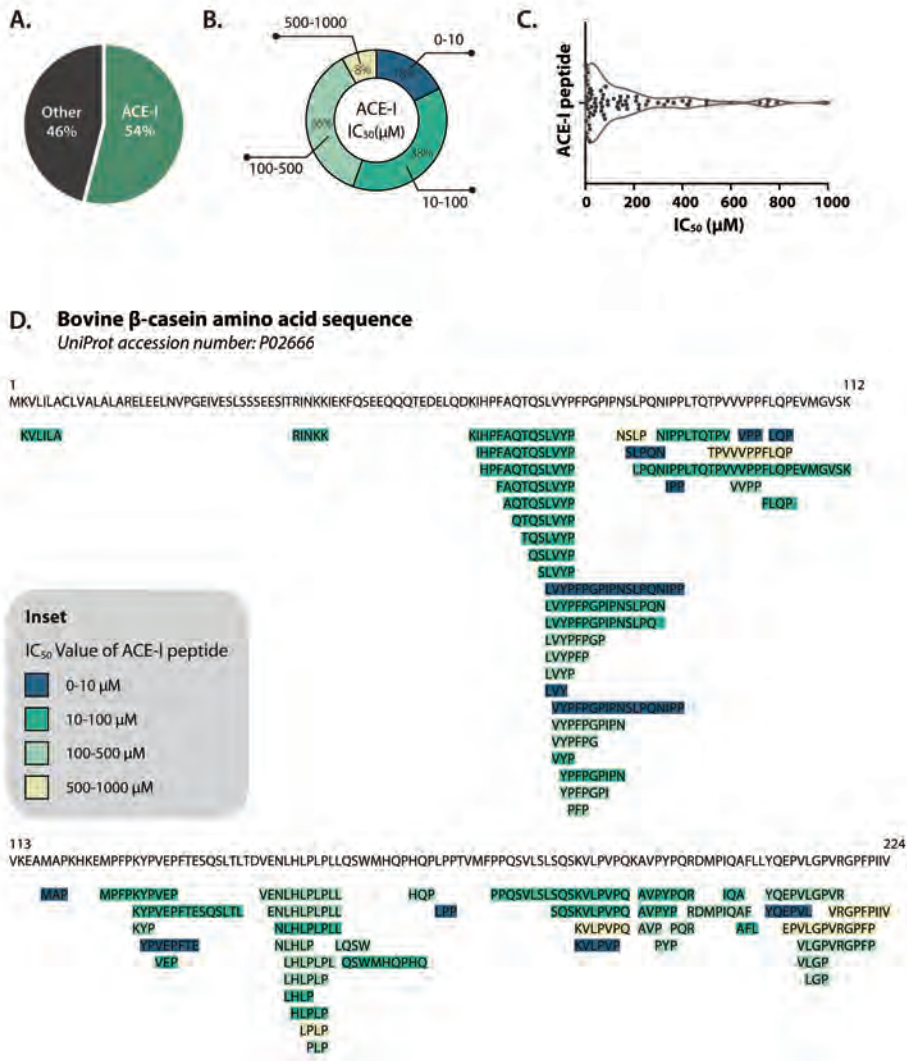 A.
Other
46%
ACE-I
54%
B.
500-1000
0-10
8%
18%
ACE-I
IC₅₀(μM)
36%
38%
100-500
10-100
C.
ACE-I peptide
0 200 400 600 800 1000
IC₅₀ (μM)
D. Bovine β-casein amino acid sequence
UniProt accession number: P02666
1 112
MKVLILACLVALALARELEELNVPGEIVESLSSSEESITRINKKIEKFQSEEQQQTEDELQDKIHPFAQTQSLVYPFPGPIPNSLPQNIPPLTQTPVVVPPFLQPEVMGVSK
KVLILA RINKK KIHPFAQTQSLVYP NSLP NIPPLTQTPV VPP LQP
IHPFAQTQSLVYP SLPQN TPVVVPPFLQP
HPFAQTQSLVYP LPQNIPPLTQTPVVVPPFLQPEVMGVSK
FAQTQSLVYP IPP VVPP
AQTQSLVYP FLQP
QTQSLVYP
TQSLVYP
QSLVYP
SLVYP
LVYPFPGPIPNSLPQNIPP
LVYPFPGPIPNSLPQN
LVYPFPGPIPNSLPQ
LVYPFPGP
LVYPFP
LVYP
LVY
VYPFPGPIPNSLPQNIPP
VYPFPGPIPN
VYPFPG
VYP
YPFPGPIPN
YPFPGPI
PFP
Inset
IC₅₀ Value of ACE-I peptide
0-10 μM
10-100 μM
100-500 μM
500-1000 μM
113 224
VKEAMAPKHKEMPFPKYPVEPFTESQSLTLTDVENLHLPLPLLQSWMHQPHQPLPPTVMFPPQSVLSLSQSKVLPVPQKAVPYPQRDMPIQAFLLYQEPVLGPVRGPFPIIV
MAP MPFPKYPVEP VENLHLPLPLL HQP PPQSVLSLSQSKVLPVPQ AVPYPQR IQA YQEPVLGPVR
KYPVEPFTESQSLTL ENLHLPLPLL LPP SQSKVLPVPQ AVPYP RDMPIQAF YQEPVL VRGPFPIIV
KYP NLHLPLPLL KVLPVPQ AVP PQR AFL EPVLGPVRGPFP
YPVEPFTE NLHLP LQSW KVLPVP PYP VLGPVRGPFP
VEP LHLPLPL QSWMHQPHQ VLGP
LHLPLP LGP
LHLP
HLPLP
LPLP
PLP